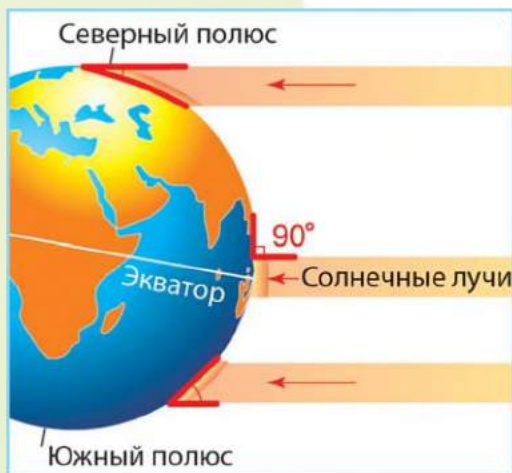 Северный полюс
90°
Экватор
Солнечные лучи
Южный полюс